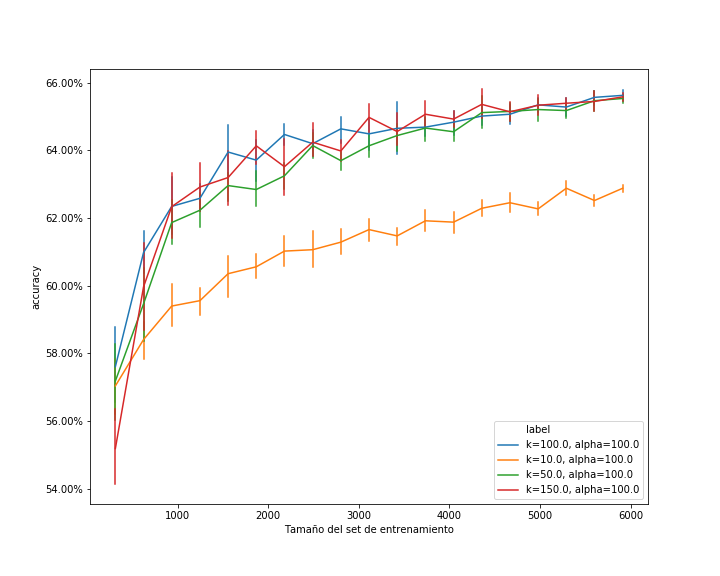 66.00%
64.00%
62.00%
60.00%
58.00%
56.00%
54.00%
accuracy
1000
2000
3000
4000
5000
6000
Tamaño del set de entrenamiento
label
k=100.0, alpha=100.0
k=10.0, alpha=100.0
k=50.0, alpha=100.0
k=150.0, alpha=100.0